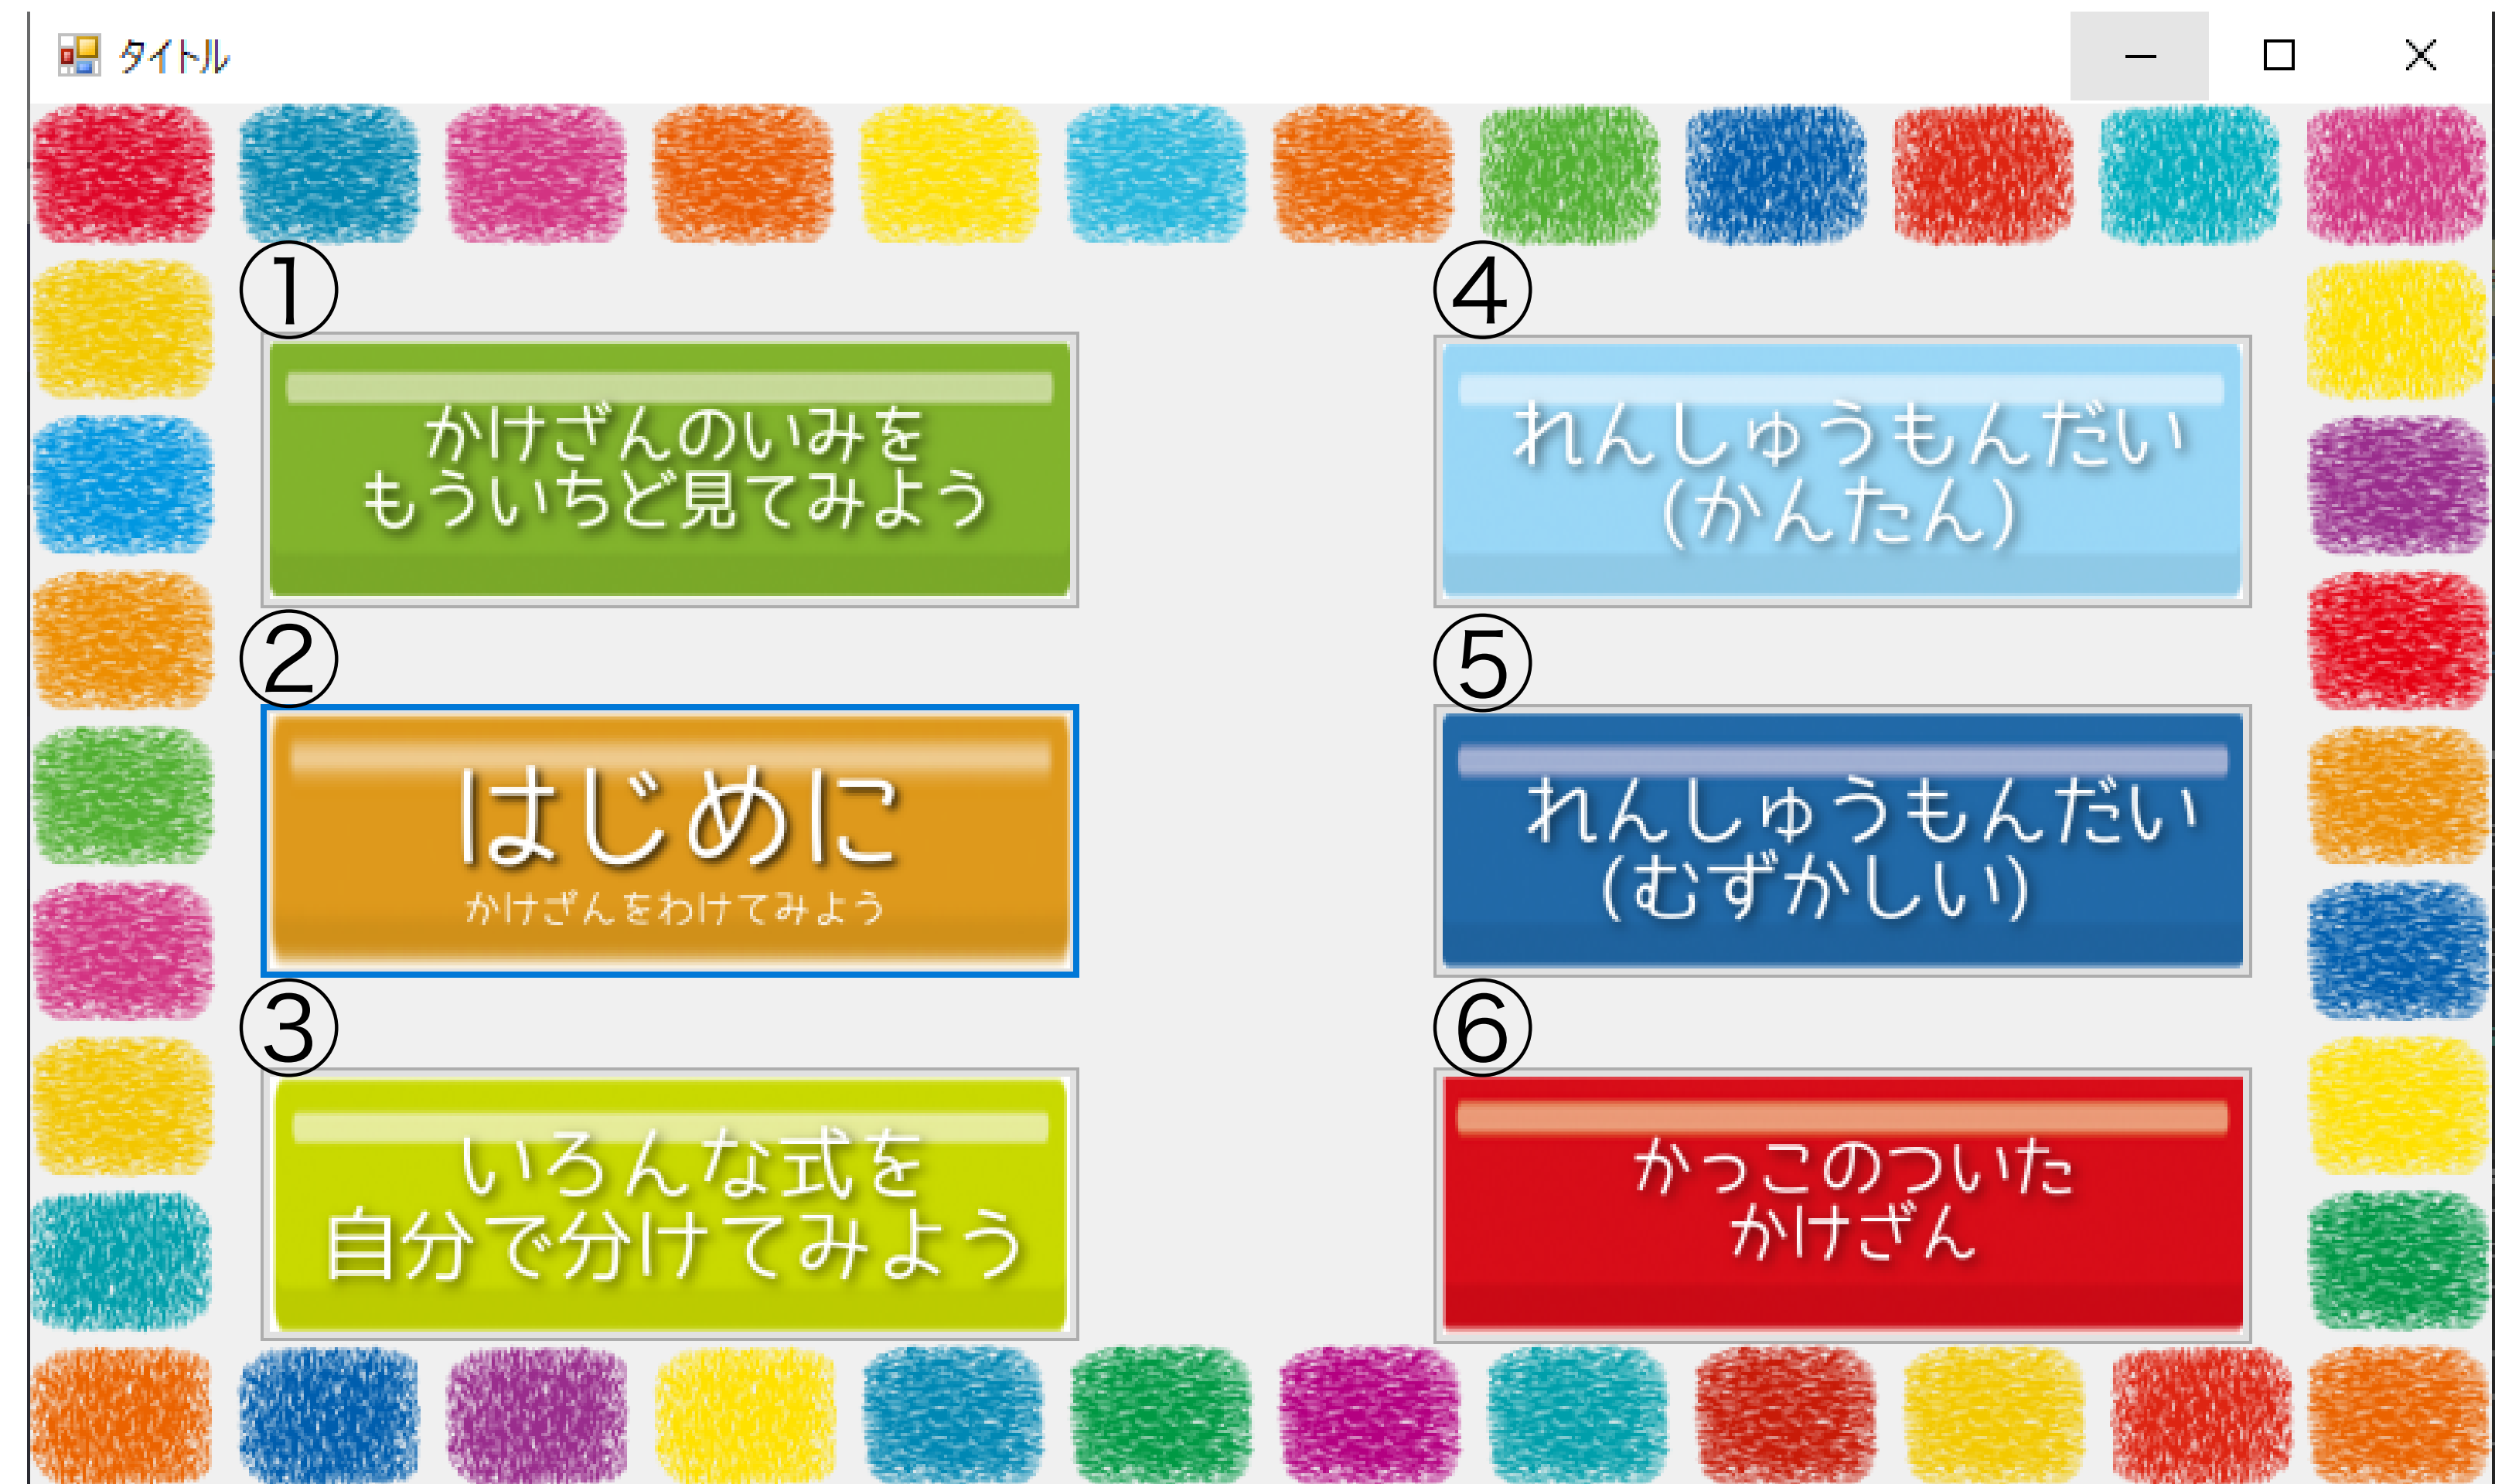 タイトル
①
かけざんのいみを
もういちど見てみよう
②
はじめに
かけざんをわけてみよう
③
いろんな式を
自分で分けてみよう
④
れんしゅうもんだい
(かんたん)
⑤
れんしゅうもんだい
(むずかしい)
⑥
かっこのついた
かけざん